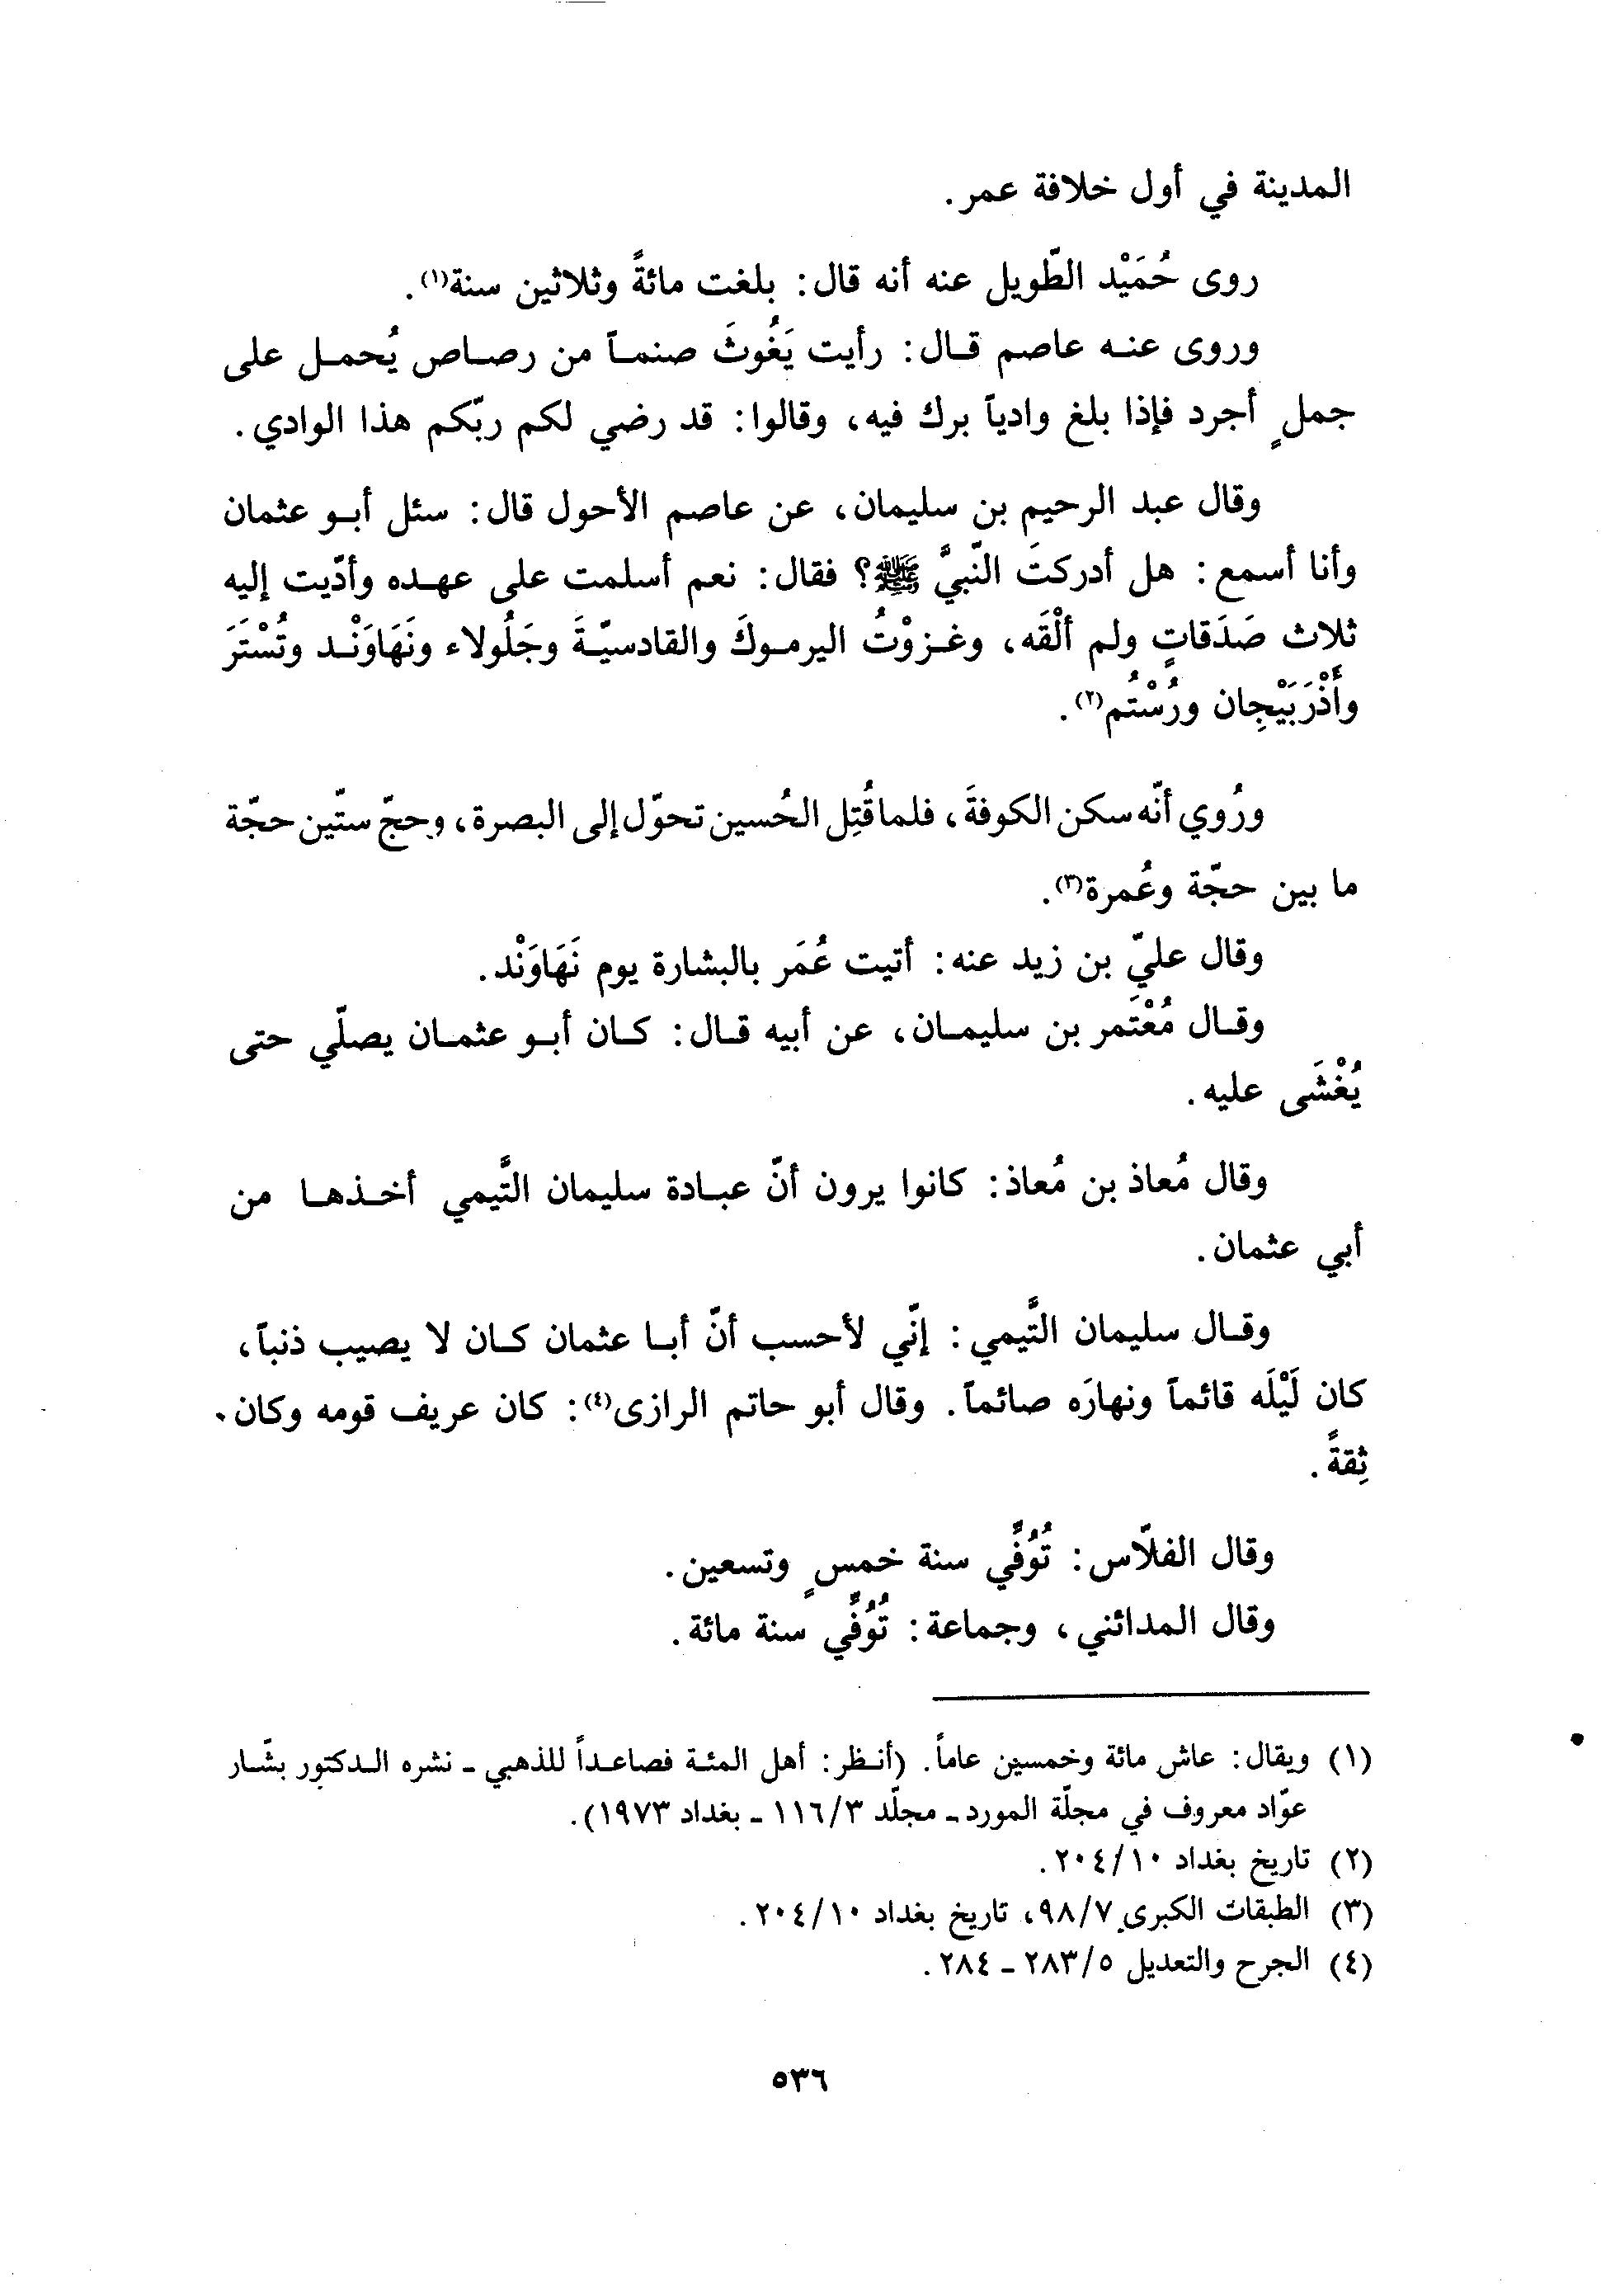 المدينة في أول خلافة عمر.
روى حُمَيْد الطّويل عنه أنه قال: بلغت مائةً وثلاثين سنة(١).
وروى عنه عاصم قال: رأيت يَغُوثَ صنماً من رصاص يُحمل على
جملٍ أجرد فإذا بلغ وادياً برك فيه، وقالوا: قد رضي لكم ربّكم هذا الوادي.
وقال عبد الرحيم بن سليمان، عن عاصم الأحول قال: سئل أبو عثمان
وأنا أسمع: هل أدركتَ النّبيَّ ﷺ؟ فقال: نعم أسلمت على عهده وأدّيت إليه
ثلاث صَدَقاتٍ ولم ألْقَه، وغزوْتُ اليرموكَ والقادسيّةَ وجَلُولاء ونَهَاوَنْد وتُسْتَرَ
وأَذْرَبَيْجِان ورُسْتُم(٢).
ورُوي أنّه سكن الكوفةَ، فلما قُتِل الحُسين تحوّل إلى البصرة، وحجّ ستّين حجّة
ما بين حجّة وعُمرة(٣).
وقال عليّ بن زيد عنه: أتيت عُمَر بالبشارة يوم نَهَاوَنْد.
وقال مُعْتَمر بن سليمان، عن أبيه قال: كان أبو عثمان يصلّي حتى
يُغْشَى عليه.
وقال مُعاذ بن مُعاذ: كانوا يرون أنّ عبادة سليمان التَّيمي أخذها من
أبي عثمان.
وقال سليمان التَّيمي: إنّي لأحسب أنّ أبا عثمان كان لا يصيب ذنباً،
كان لَيْلَه قائماً ونهارَه صائماً. وقال أبو حاتم الرازى(٤): كان عريف قومه وكان
ثِقةً.
وقال الفلّاس: تُوُفِّي سنة خمسٍ وتسعين.
وقال المدائني، وجماعة: تُوُفِّي سنة مائة.
(١) ويقال: عاش مائة وخمسين عاماً. (أنظر: أهل المئة فصاعداً للذهبي ـ نشره الدكتور بشّار
عوّاد معروف في مجلّة المورد ـ مجلّد ١١٦/٣ ـ بغداد ١٩٧٣).
(٢) تاريخ بغداد ٢٠٤/١٠.
(٣) الطبقات الكبرى ٩٨/٧، تاريخ بغداد ٢٠٤/١٠.
(٤) الجرح والتعديل ٢٨٣/٥ ـ ٢٨٤.
٥٣٦